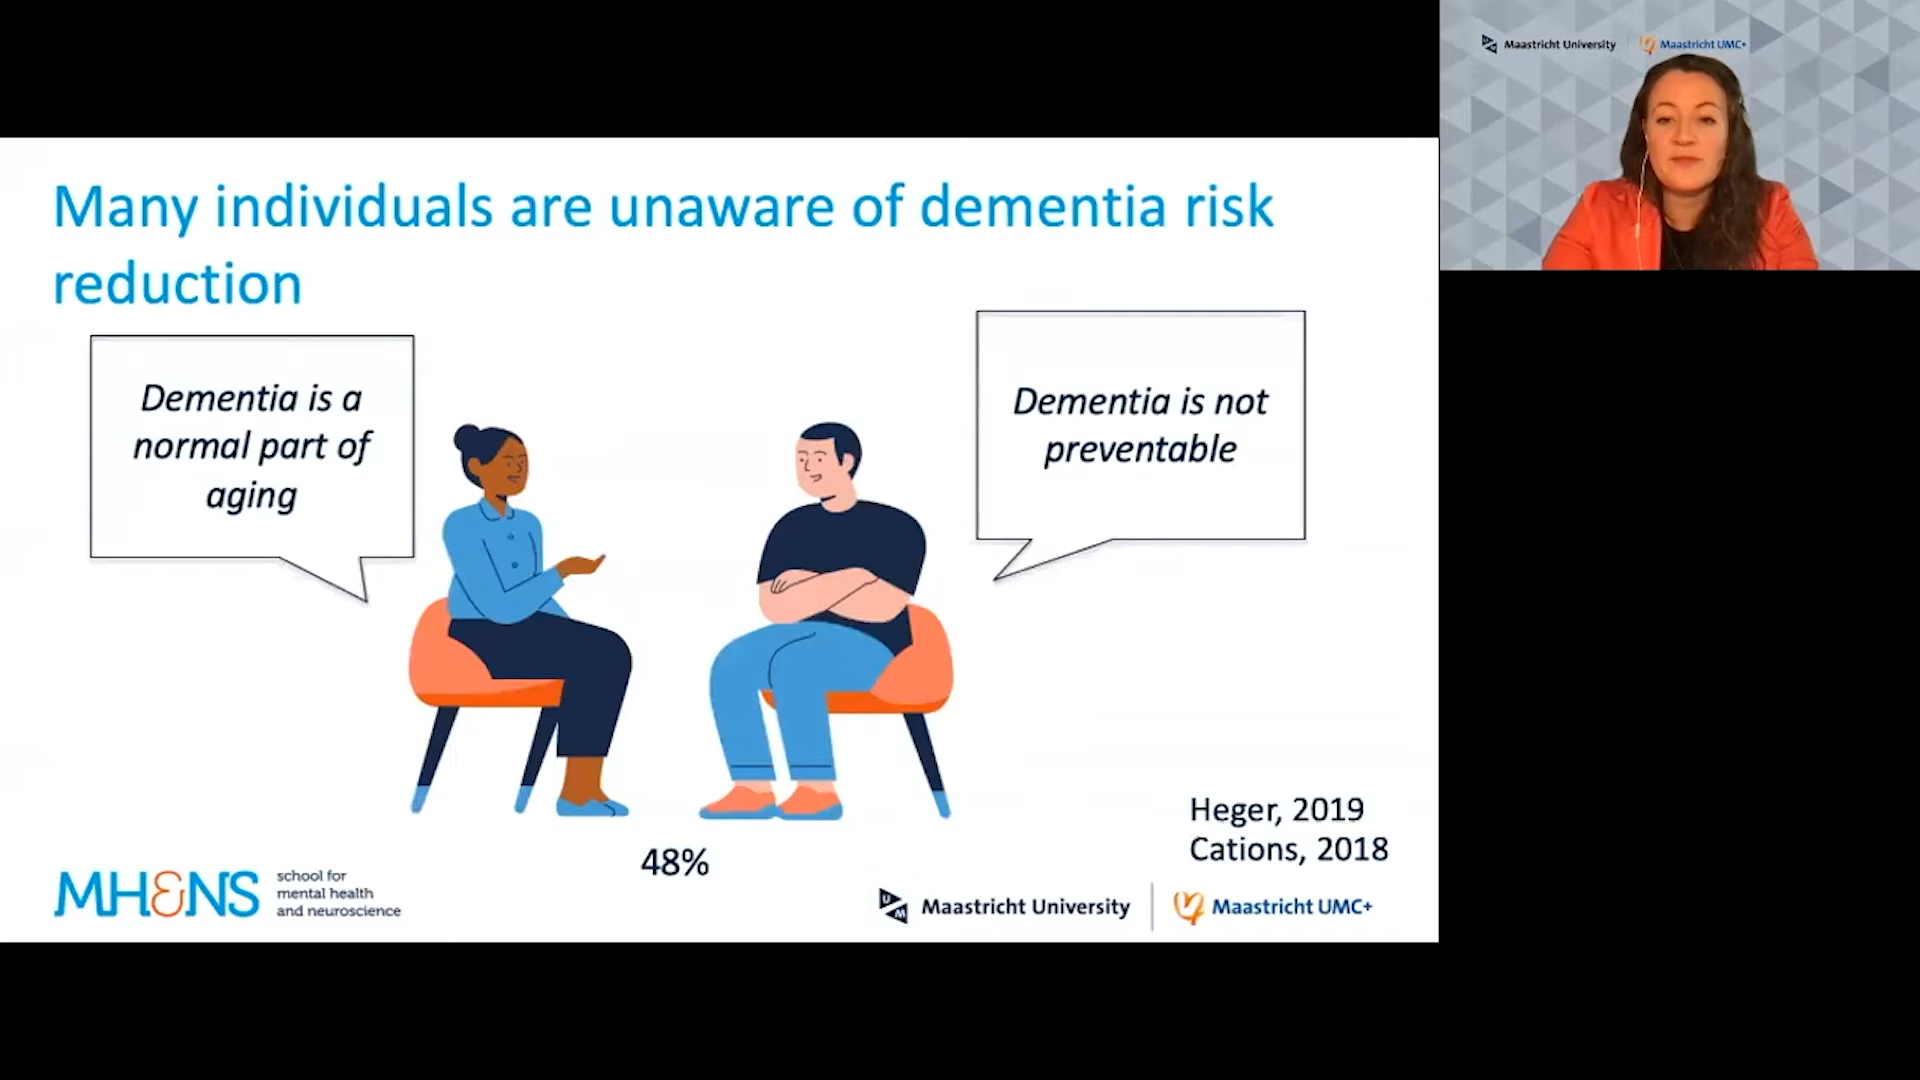 Many individuals are unaware of dementia risk
reduction
Dementia is a
normal part of
aging
Dementia is not
preventable
48%
Heger, 2019
Cations, 2018
MH&NS
school for
mental health
and neuroscience
UM
Maastricht University
Maastricht UMC+
Maastricht University
Maastricht UMC+